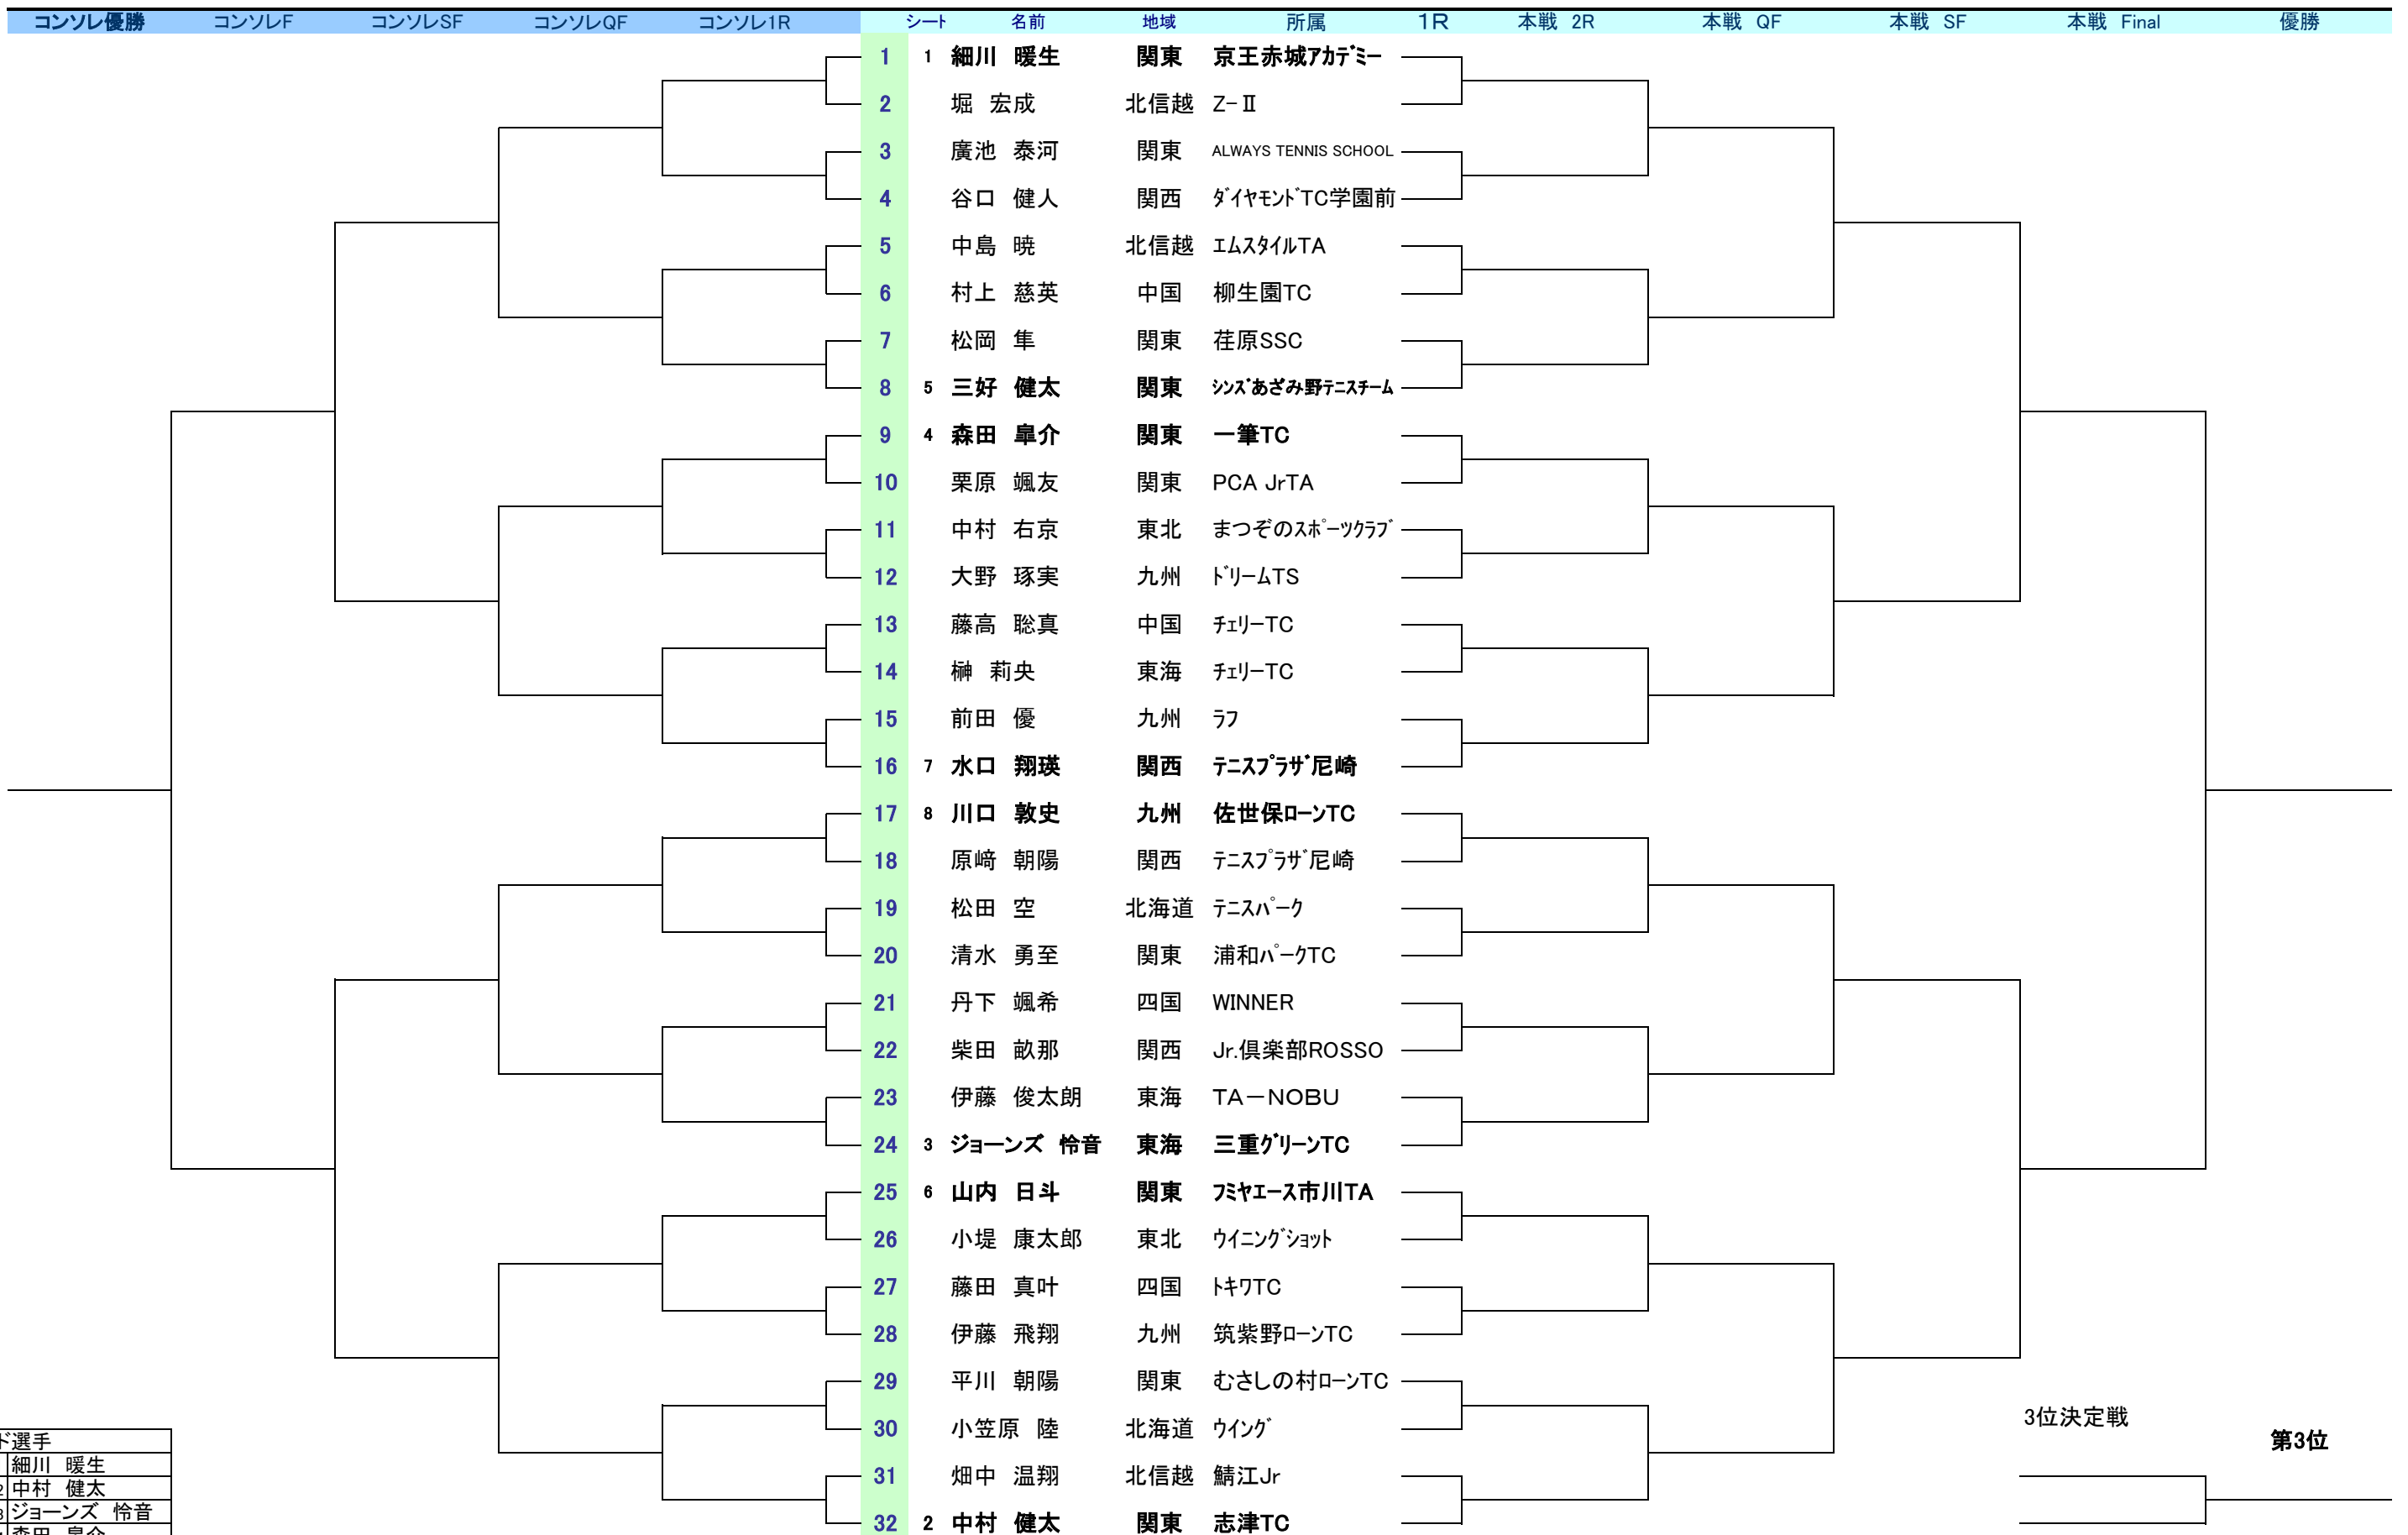 コンソレ優勝 コンソレF コンソレSF コンソレQF コンソレ1R シート 名前 地域 所属 1R 本戦 2R 本戦 QF 本戦 SF 本戦 Final 優勝
1 1 細川 暖生 関東 京王赤城ｱｶﾃﾞﾐｰ
2 堀 宏成 北信越 Z-Ⅱ
3 廣池 泰河 関東 ALWAYS TENNIS SCHOOL
4 谷口 健人 関西 ﾀﾞｲﾔﾓﾝﾄﾞTC学園前
5 中島 暁 北信越 ｴﾑｽﾀｲﾙTA
6 村上 慈英 中国 柳生園TC
7 松岡 隼 関東 荏原SSC
8 5 三好 健太 関東 ｼﾝｽﾞあざみ野ﾃﾆｽﾁｰﾑ
9 4 森田 皐介 関東 一筆TC
10 栗原 颯友 関東 PCA JrTA
11 中村 右京 東北 まつぞのｽﾎﾟｰﾂｸﾗﾌﾞ
12 大野 琢実 九州 ﾄﾞﾘｰﾑTS
13 藤高 聡真 中国 ﾁｪﾘｰTC
14 榊 莉央 東海 ﾁｪﾘｰTC
15 前田 優 九州 ﾗﾌ
16 7 水口 翔瑛 関西 ﾃﾆｽﾌﾟﾗｻﾞ尼崎
17 8 川口 敦史 九州 佐世保ﾛｰﾝTC
18 原﨑 朝陽 関西 ﾃﾆｽﾌﾟﾗｻﾞ尼崎
19 松田 空 北海道 ﾃﾆｽﾊﾟｰｸ
20 清水 勇至 関東 浦和ﾊﾟｰｸTC
21 丹下 颯希 四国 WINNER
22 柴田 畝那 関西 Jr.倶楽部ROSSO
23 伊藤 俊太朗 東海 TA－NOBU
24 3 ジョーンズ 怜音 東海 三重ｸﾞﾘｰﾝTC
25 6 山内 日斗 関東 ﾌﾐﾔｴｰｽ市川TA
26 小堤 康太郎 東北 ｳｲﾆﾝｸﾞｼｮｯﾄ
27 藤田 真叶 四国 ﾄｷﾜTC
28 伊藤 飛翔 九州 筑紫野ﾛｰﾝTC
29 平川 朝陽 関東 むさしの村ﾛｰﾝTC
30 小笠原 陸 北海道 ｳｲﾝｸﾞ
31 畑中 温翔 北信越 鯖江Jr
32 2 中村 健太 関東 志津TC
3位決定戦
第3位
ド選手
細川 暖生
2 中村 健太
3 ジョーンズ 怜音
森田 皐介